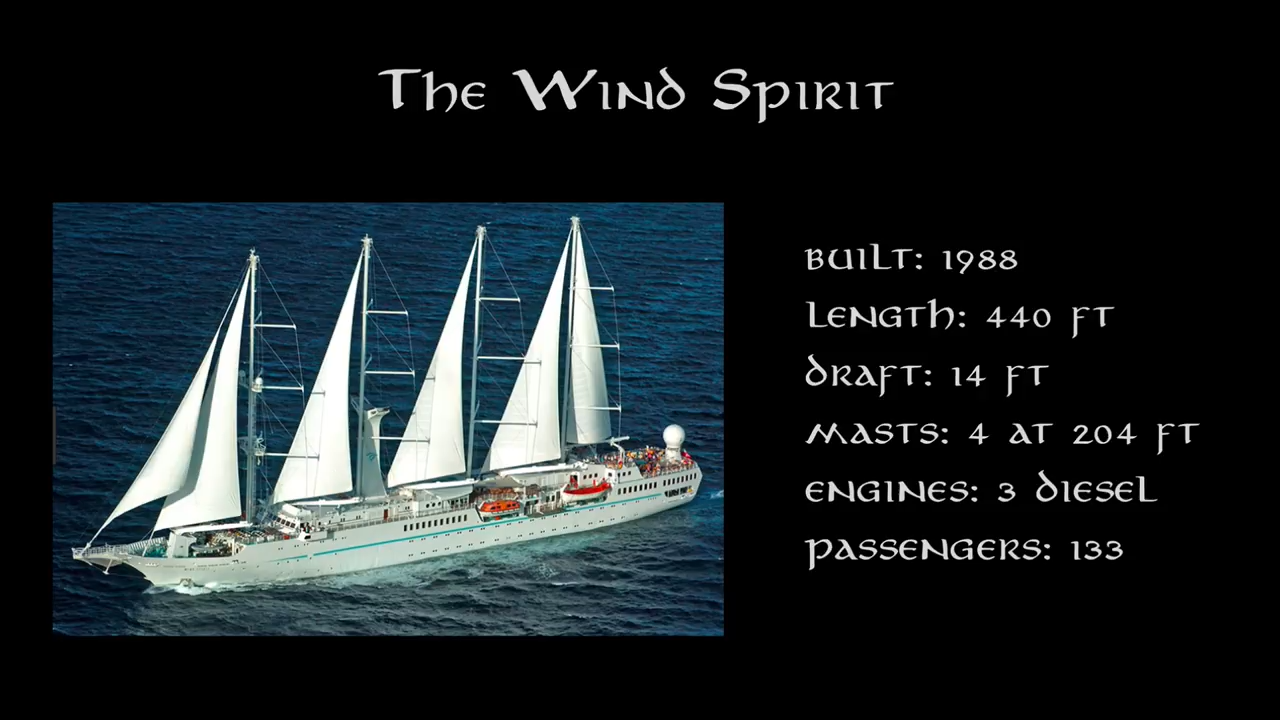 The Wind Spirit
Built: 1988
Length: 440 ft
Draft: 14 ft
Masts: 4 at 204 ft
Engines: 3 diesel
Passengers: 133